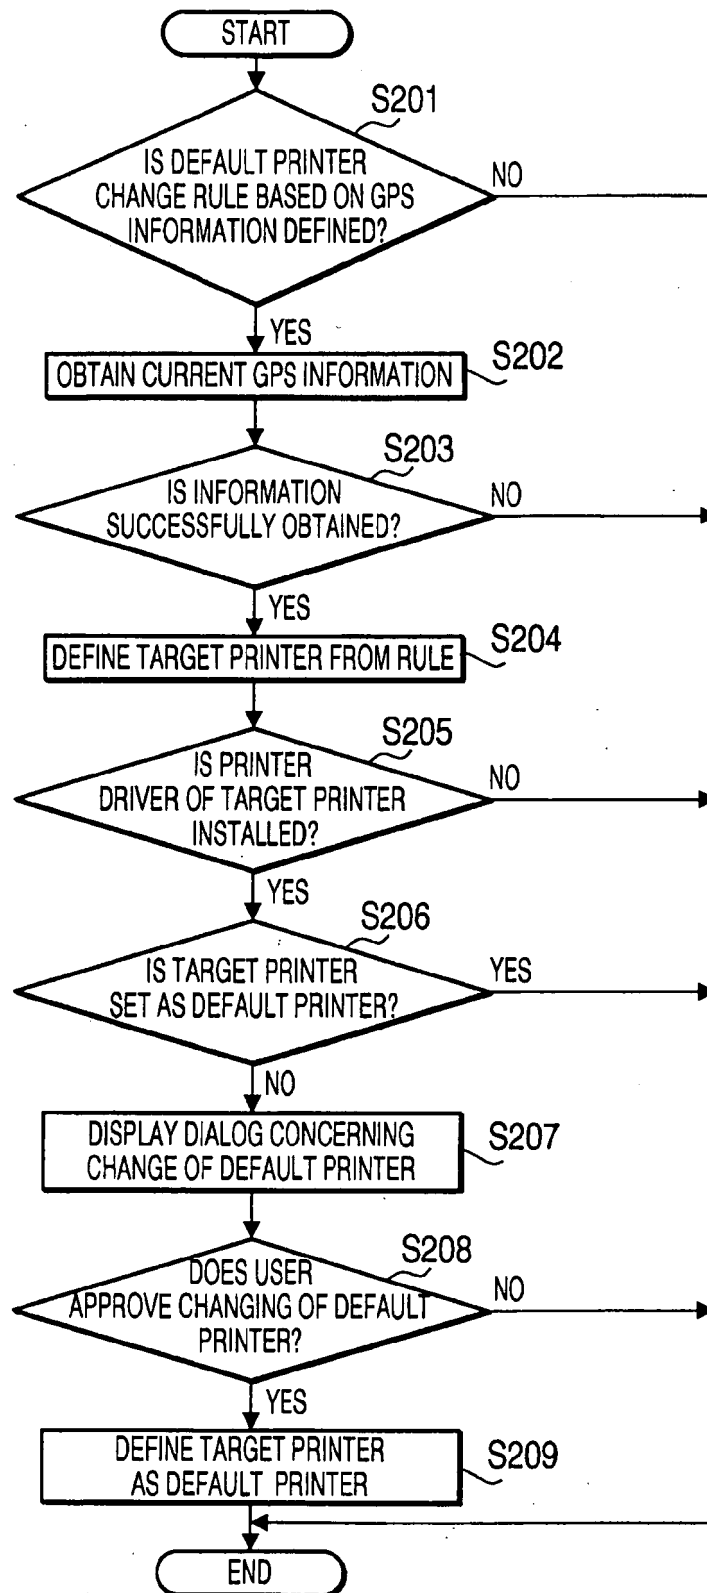 START
S201
IS DEFAULT PRINTER
CHANGE RULE BASED ON GPS
INFORMATION DEFINED?
NO
YES
OBTAIN CURRENT GPS INFORMATION
S202
S203
IS INFORMATION
SUCCESSFULLY OBTAINED?
NO
YES
DEFINE TARGET PRINTER FROM RULE
S204
S205
IS PRINTER
DRIVER OF TARGET PRINTER
INSTALLED?
NO
YES
S206
IS TARGET PRINTER
SET AS DEFAULT PRINTER?
YES
NO
DISPLAY DIALOG CONCERNING
CHANGE OF DEFAULT PRINTER
S207
S208
DOES USER
APPROVE CHANGING OF DEFAULT
PRINTER?
NO
YES
DEFINE TARGET PRINTER
AS DEFAULT PRINTER
S209
END